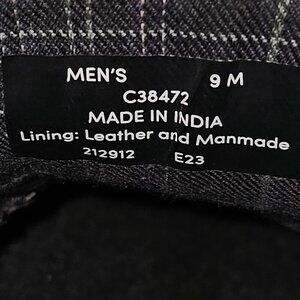 MEN'S 9 M
C38472
MADE IN INDIA
Lining: Leather and Manmade
212912 E23